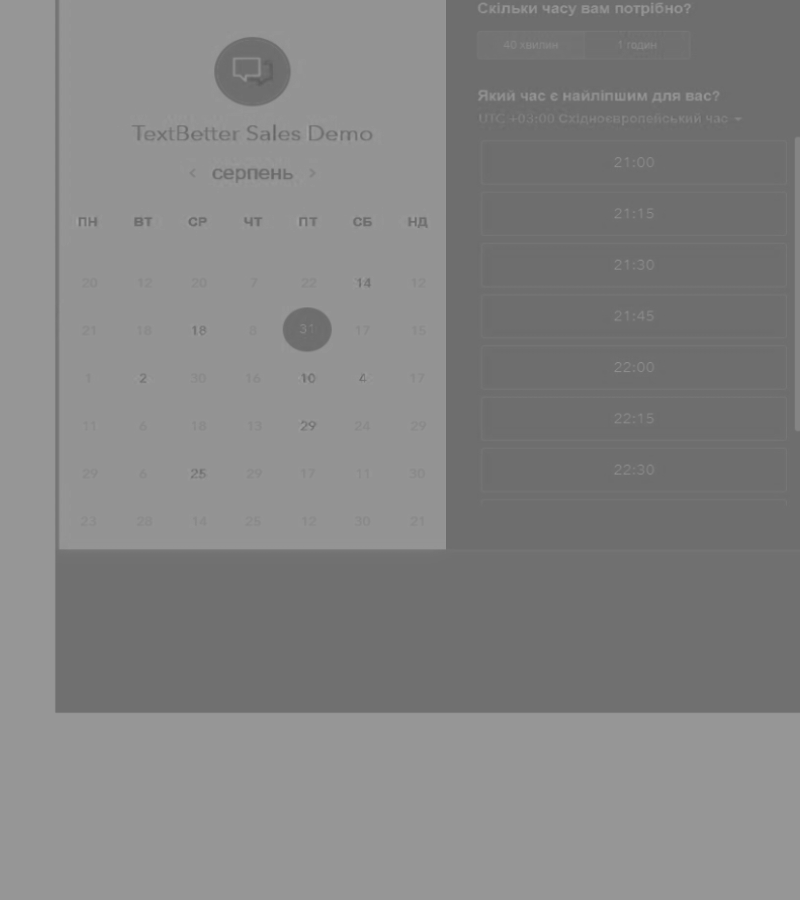 TextBetter Sales Demo
серпень
ПН ВТ СР ЧТ ПТ СБ НД
20 12 20 7 22 14 12
21 18 18 6 31 17 15
1 2 30 16 10 4 17
11 6 18 13 29 24 29
29 6 25 29 17 11 30
23 23 14 25 12 30 21
Скільки часу вам потрібно?
40 хвилин 1 годин
Який час є найліпшим для вас?
UTC +03:00 Східноєвропейський час
21:00
21:15
21:30
21:45
22:00
22:15
22:30